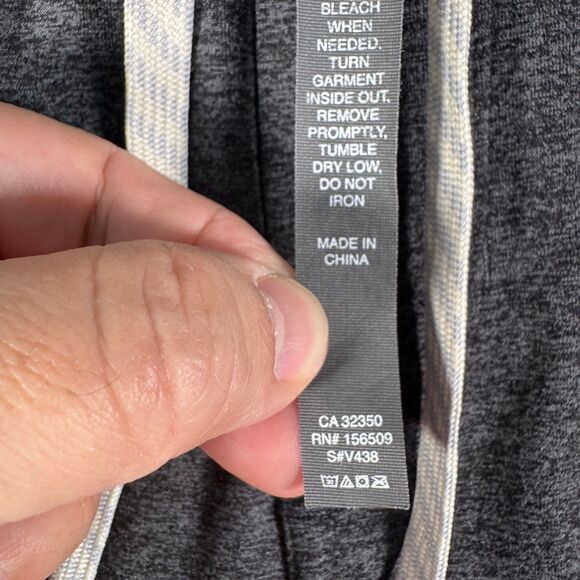 BLEACH
WHEN
NEEDED.
TURN
GARMENT
INSIDE OUT,
REMOVE
PROMPTLY,
TUMBLE
DRY LOW,
DO NOT
IRON
MADE IN
CHINA
CA 32350
RN# 156509
S#V438
30